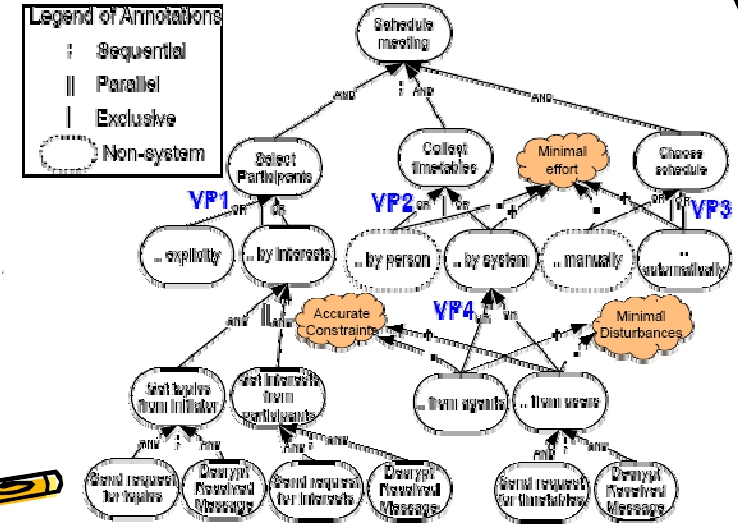 Legend of Annotations
; Sequential
|| Parallel
| Exclusive
Non-system
Schedule
meeting
AND
; AND
AND
Select
Participants
Collect
timetables
Minimal
effort
Choose
schedule
VP1
OR
OR
VP2
OR
OR
-
+
-
+
OR
VP3
.. explicitly
.. by interests
.. by person
.. by system
.. manually
..
automatically
AND
||
AND
Accurate
Constraints
VP4
Minimal
Disturbances
+
-
+
-
Get topics
from initiator
Get interests
from
participants
.. from agents
.. from users
AND
;
AND
AND
AND
AND
;
AND
Send request
for topics
Decrypt
Received
Message
Send request
for interests
Decrypt
Received
Message
Send request
for timetables
Decrypt
Received
Message